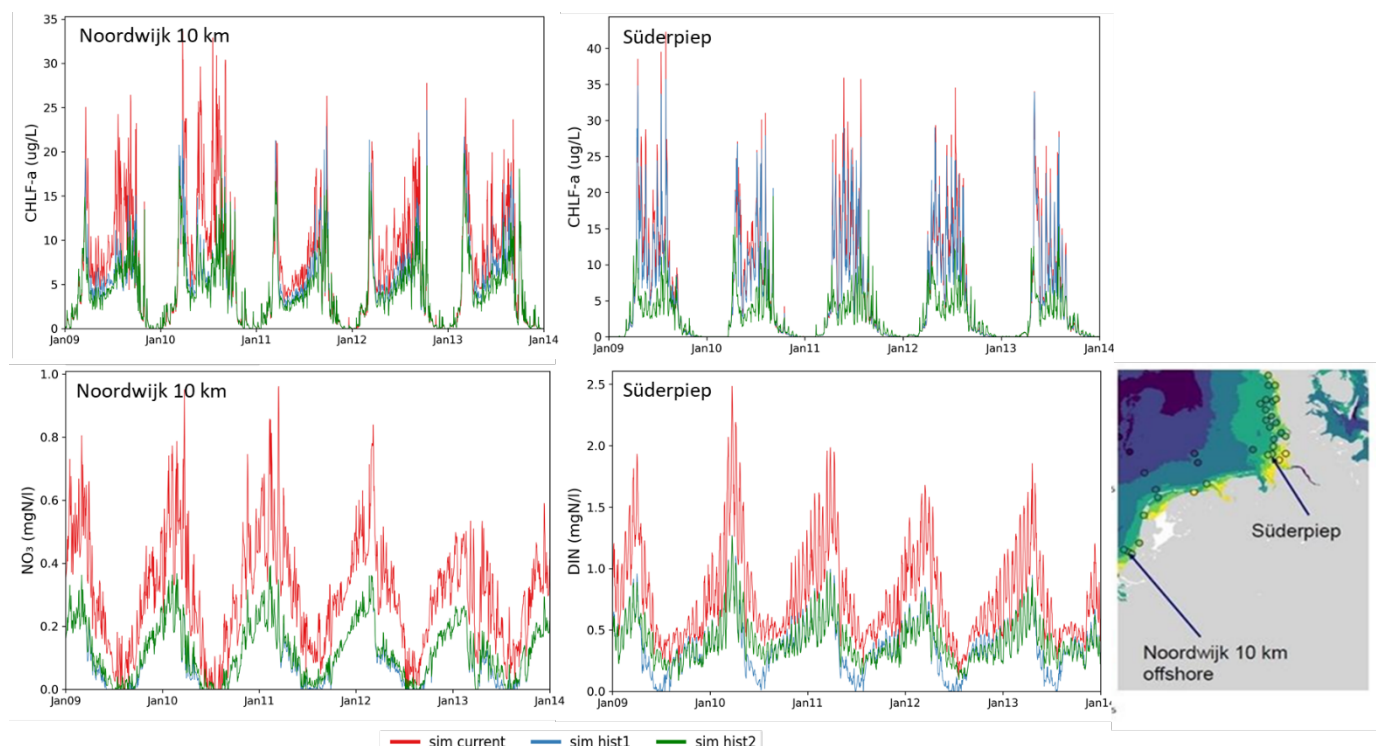 Noordwijk 10 km
CHLF-a (ug/L)
35
30
25
20
15
10
5
0
Jan09 Jan10 Jan11 Jan12 Jan13 Jan14
Süderpiep
CHLF-a (ug/L)
40
35
30
25
20
15
10
5
0
Jan09 Jan10 Jan11 Jan12 Jan13 Jan14
Noordwijk 10 km
NO₃ (mgN/l)
1.0
0.8
0.6
0.4
0.2
0.0
Jan09 Jan10 Jan11 Jan12 Jan13 Jan14
Süderpiep
DIN (mgN/l)
2.5
2.0
1.5
1.0
0.5
0.0
Jan09 Jan10 Jan11 Jan12 Jan13 Jan14
Süderpiep
Noordwijk 10 km
offshore
sim current sim hist1 sim hist2